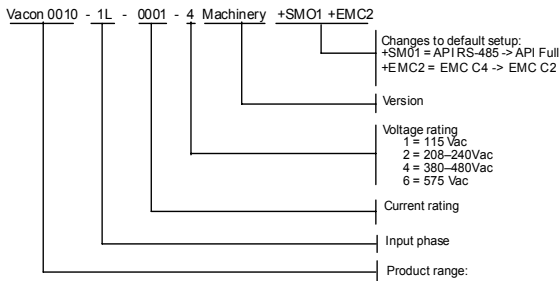 Vacon 0010 - 1L - 0001 - 4 Machinery +SMO1 +EMC2
Changes to default setup:
+SM01 = API RS-485 -> API Full
+EMC2 = EMC C4 -> EMC C2
Version
Voltage rating
1 = 115 Vac
2 = 208–240Vac
4 = 380–480Vac
6 = 575 Vac
Current rating
Input phase
Product range: